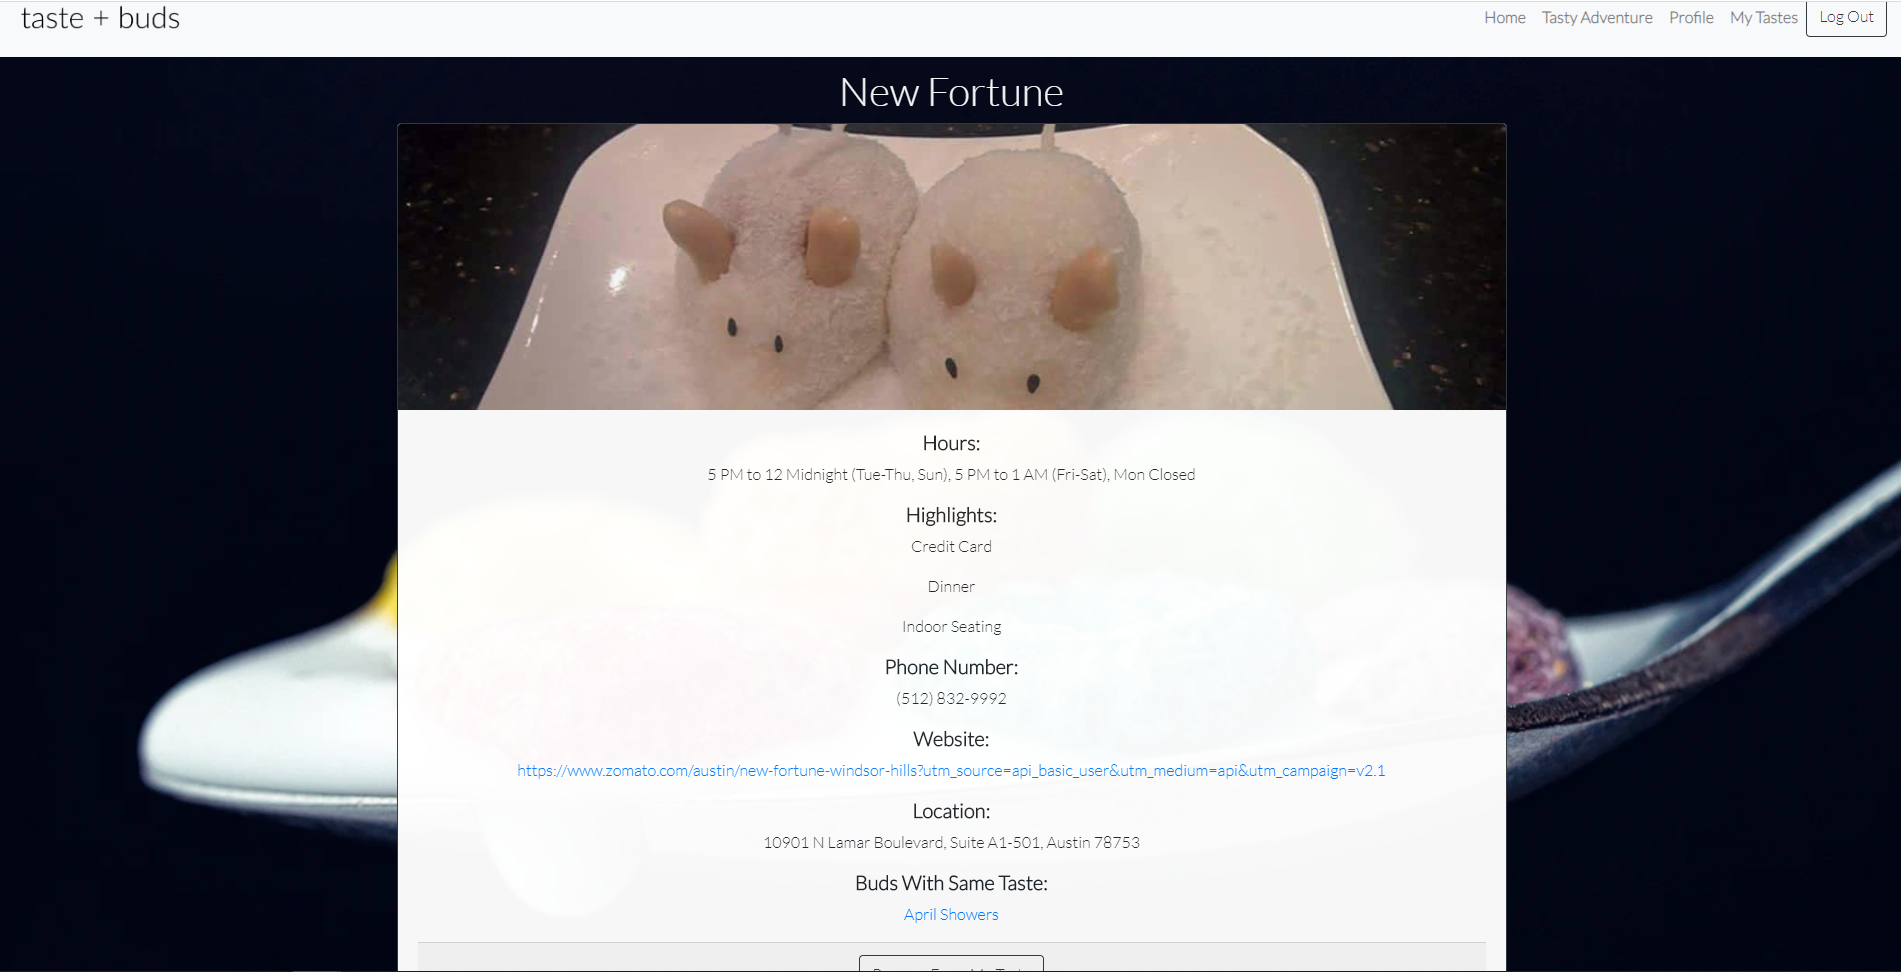 taste + buds
Home Tasty Adventure Profile My Tastes Log Out
New Fortune
Hours:
5 PM to 12 Midnight (Tue-Thu, Sun), 5 PM to 1 AM (Fri-Sat), Mon Closed
Highlights:
Credit Card
Dinner
Indoor Seating
Phone Number:
(512) 832-9992
Website:
https://www.zomato.com/austin/new-fortune-windsor-hills?utm_source=api_basic_user&utm_medium=api&utm_campaign=v2.1
Location:
10901 N Lamar Boulevard, Suite A1-501, Austin 78753
Buds With Same Taste:
April Showers